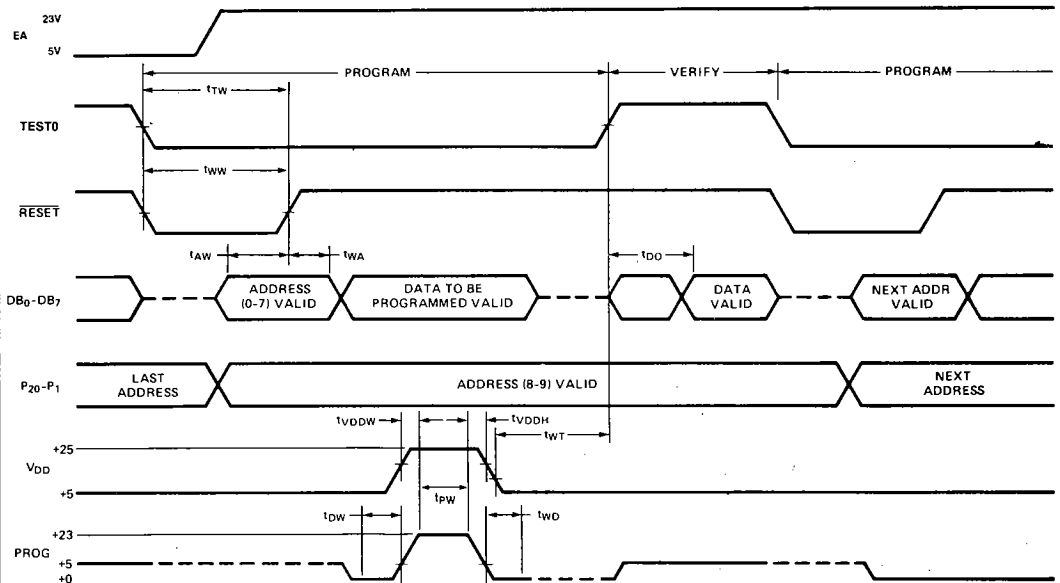 23V
EA
5V
PROGRAM
VERIFY
PROGRAM
tTW
TEST0
tWW
RESET
tAW
tWA
tDO
DB0-DB7
ADDRESS
(0-7) VALID
DATA TO BE
PROGRAMMED VALID
DATA
VALID
NEXT ADDR
VALID
P20-P1
LAST
ADDRESS
ADDRESS (8-9) VALID
NEXT
ADDRESS
tVDDW
tVDDH
tWT
+25
VDD
+5
tPW
tDW
tWD
+23
PROG
+5
+0